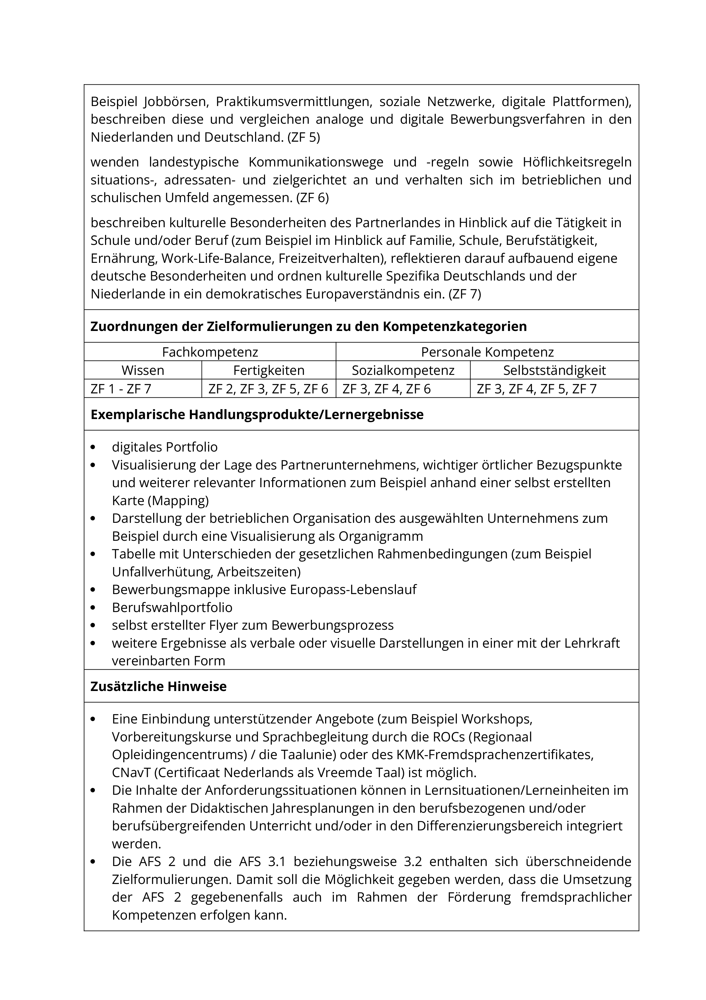 Beispiel Jobbörsen, Praktikumsvermittlungen, soziale Netzwerke, digitale Plattformen),
beschreiben diese und vergleichen analoge und digitale Bewerbungsverfahren in den
Niederlanden und Deutschland. (ZF 5)
wenden landestypische Kommunikationswege und -regeln sowie Höflichkeitsregeln
situations-, adressaten- und zielgerichtet an und verhalten sich im betrieblichen und
schulischen Umfeld angemessen. (ZF 6)
beschreiben kulturelle Besonderheiten des Partnerlandes in Hinblick auf die Tätigkeit in
Schule und/oder Beruf (zum Beispiel im Hinblick auf Familie, Schule, Berufstätigkeit,
Ernährung, Work-Life-Balance, Freizeitverhalten), reflektieren darauf aufbauend eigene
deutsche Besonderheiten und ordnen kulturelle Spezifika Deutschlands und der
Niederlande in ein demokratisches Europaverständnis ein. (ZF 7)
Zuordnungen der Zielformulierungen zu den Kompetenzkategorien
Fachkompetenz Personale Kompetenz
Wissen Fertigkeiten Sozialkompetenz Selbstständigkeit
ZF 1 - ZF 7 ZF 2, ZF 3, ZF 5, ZF 6 ZF 3, ZF 4, ZF 6 ZF 3, ZF 4, ZF 5, ZF 7
Exemplarische Handlungsprodukte/Lernergebnisse
• digitales Portfolio
• Visualisierung der Lage des Partnerunternehmens, wichtiger örtlicher Bezugspunkte
und weiterer relevanter Informationen zum Beispiel anhand einer selbst erstellten
Karte (Mapping)
• Darstellung der betrieblichen Organisation des ausgewählten Unternehmens zum
Beispiel durch eine Visualisierung als Organigramm
• Tabelle mit Unterschieden der gesetzlichen Rahmenbedingungen (zum Beispiel
Unfallverhütung, Arbeitszeiten)
• Bewerbungsmappe inklusive Europass-Lebenslauf
• Berufswahlportfolio
• selbst erstellter Flyer zum Bewerbungsprozess
• weitere Ergebnisse als verbale oder visuelle Darstellungen in einer mit der Lehrkraft
vereinbarten Form
Zusätzliche Hinweise
• Eine Einbindung unterstützender Angebote (zum Beispiel Workshops,
Vorbereitungskurse und Sprachbegleitung durch die ROCs (Regionaal
Opleidingencentrums) / die Taalunie) oder des KMK-Fremdsprachenzertifikates,
CNavT (Certificaat Nederlands als Vreemde Taal) ist möglich.
• Die Inhalte der Anforderungssituationen können in Lernsituationen/Lerneinheiten im
Rahmen der Didaktischen Jahresplanungen in den berufsbezogenen und/oder
berufsübergreifenden Unterricht und/oder in den Differenzierungsbereich integriert
werden.
• Die AFS 2 und die AFS 3.1 beziehungsweise 3.2 enthalten sich überschneidende
Zielformulierungen. Damit soll die Möglichkeit gegeben werden, dass die Umsetzung
der AFS 2 gegebenenfalls auch im Rahmen der Förderung fremdsprachlicher
Kompetenzen erfolgen kann.